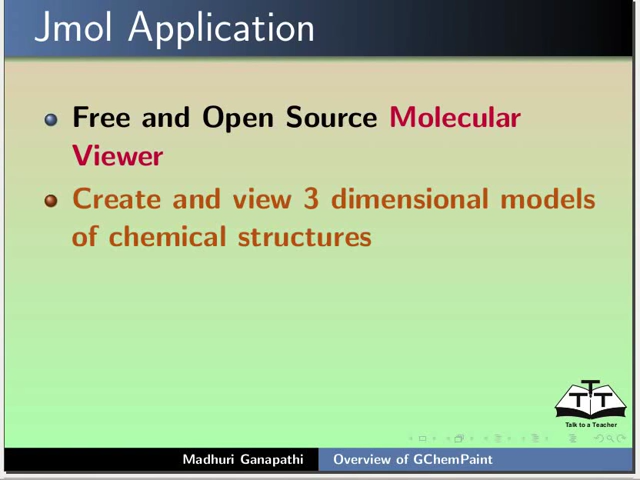 Jmol Application
Free and Open Source Molecular
Viewer
Create and view 3 dimensional models
of chemical structures
TTT
Talk to a Teacher
Madhuri Ganapathi
Overview of GChemPaint